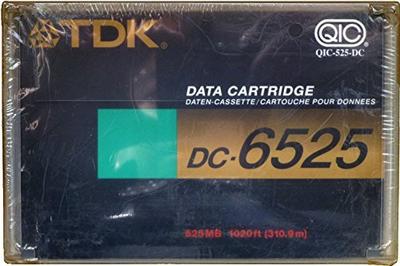 TDK
QIC
QIC-525-DC
DATA CARTRIDGE
DATEN-CASSETTE/CARTOUCHE POUR DONNEES
DC-6525
525MB 1020ft (310.9m)